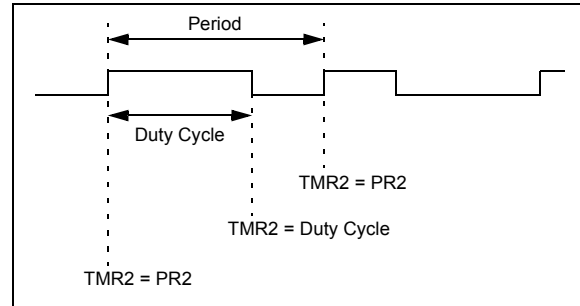 Period
Duty Cycle
TMR2 = PR2
TMR2 = Duty Cycle
TMR2 = PR2